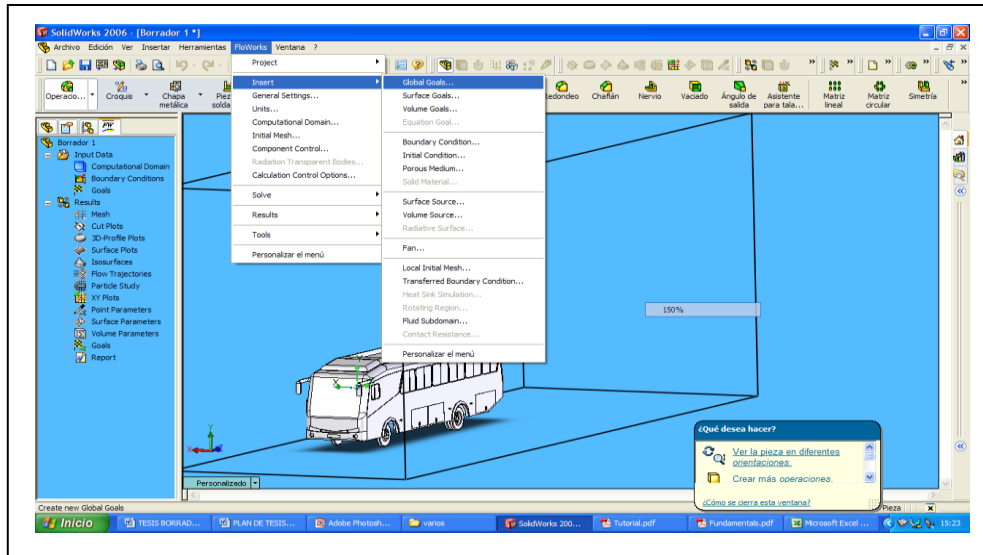 SolidWorks 2006 - [Borrador 1 *]
Archivo Edición Ver Insertar Herramientas FloWorks Ventana ?
Operacio... Croquis Chapa metálica Redondeo Chaflán Nervio Vaciado Ángulo de salida Asistente para tala... Matriz lineal Matriz circular Simetría
Project
Insert
General Settings...
Units...
Computational Domain...
Initial Mesh...
Component Control...
Radiation Transparent Bodies...
Calculation Control Options...
Solve
Results
Tools
Personalizar el menú
Global Goals...
Surface Goals...
Volume Goals...
Equation Goal...
Boundary Condition...
Initial Condition...
Porous Medium...
Solid Material...
Surface Source...
Volume Source...
Radiative Surface...
Fan...
Local Initial Mesh...
Transferred Boundary Condition...
Heat Sink Simulation...
Rotating Region...
Fluid Subdomain...
Contact Resistance...
Personalizar el menú
Borrador 1
Input Data
Computational Domain
Boundary Conditions
Goals
Results
Mesh
Cut Plots
3D-Profile Plots
Surface Plots
Isosurfaces
Flow Trajectories
Particle Study
XY Plots
Point Parameters
Surface Parameters
Volume Parameters
Goals
Report
150%
¿Qué desea hacer?
Ver la pieza en diferentes
orientaciones.
Crear más operaciones.
¿Cómo se cierra esta ventana?
Personalizado
Create new Global Goals
Pieza
Inicio TESIS BORRAD... PLAN DE TESIS... Adobe Photosh... varios SolidWorks 200... Tutorial.pdf Fundamentals.pdf Microsoft Excel ... 15:23